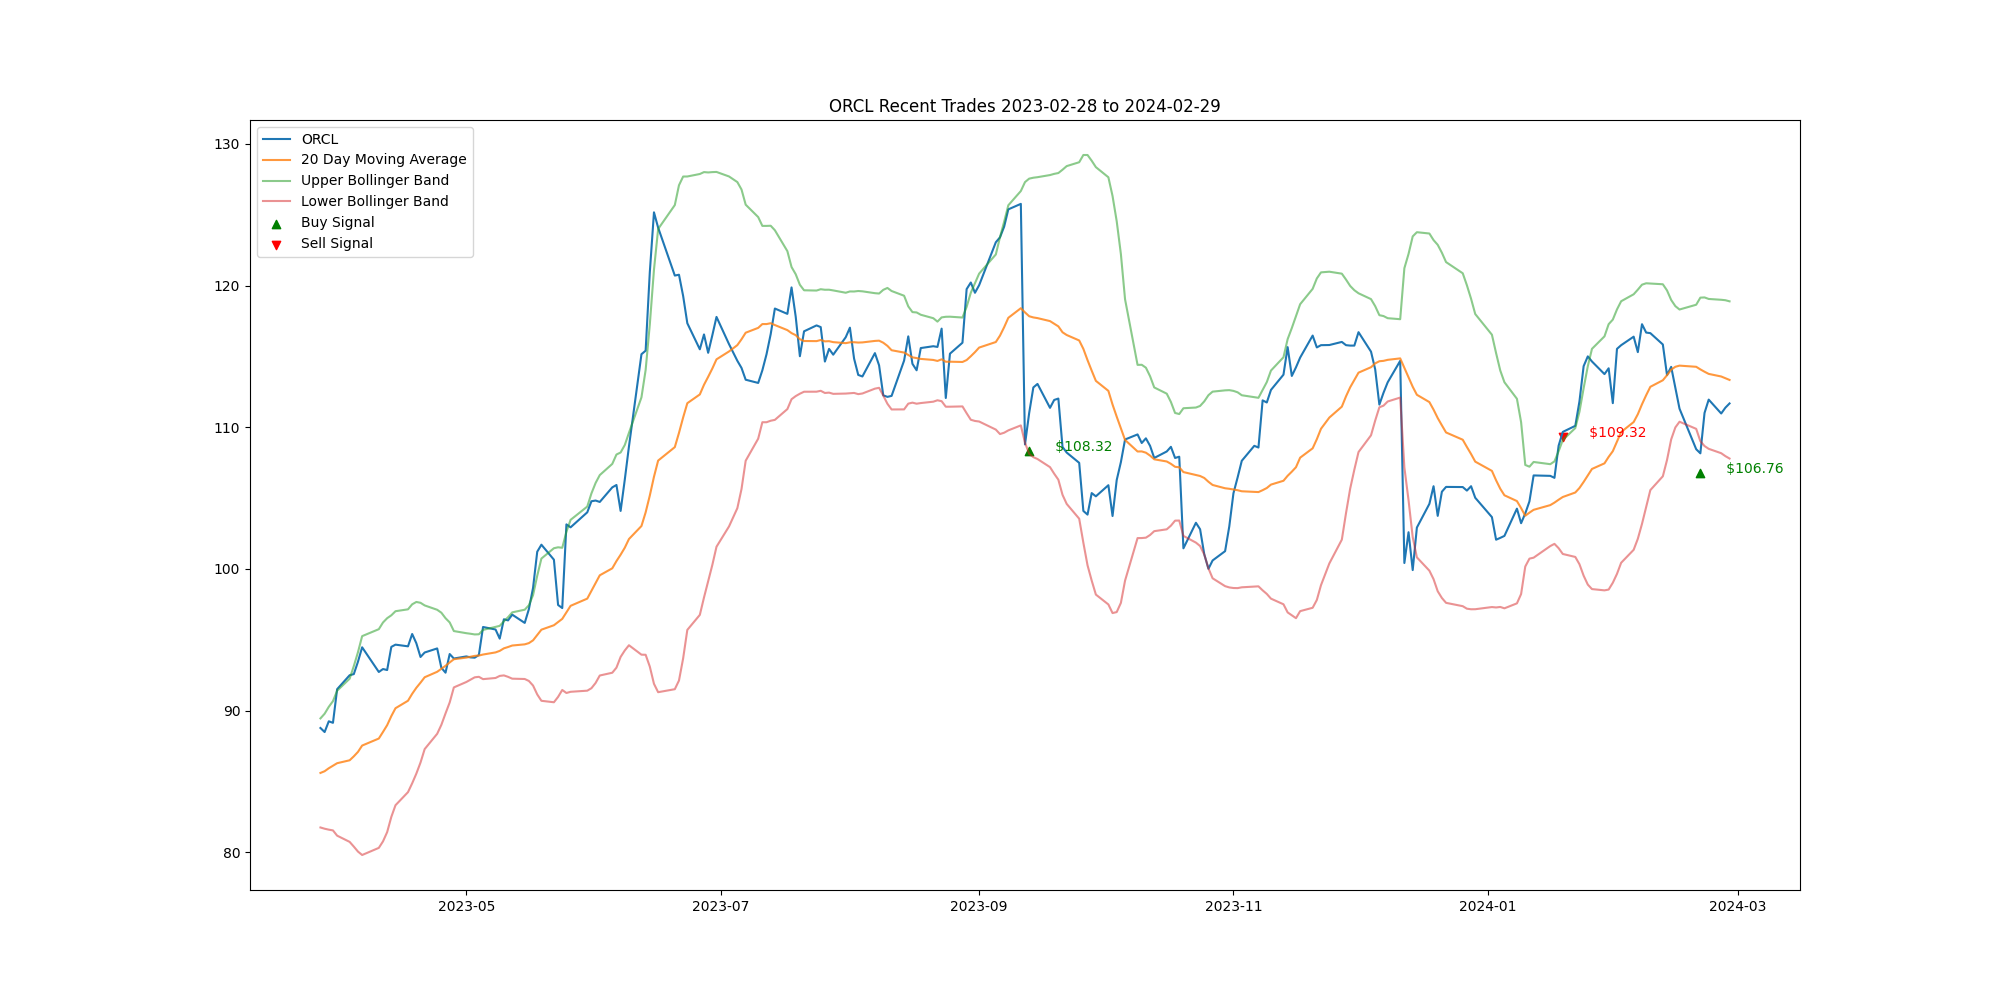 ORCL Recent Trades 2023-02-28 to 2024-02-29
130
120
110
100
90
80
ORCL
20 Day Moving Average
Upper Bollinger Band
Lower Bollinger Band
Buy Signal
Sell Signal
$108.32
$109.32
$106.76
2023-05
2023-07
2023-09
2023-11
2024-01
2024-03